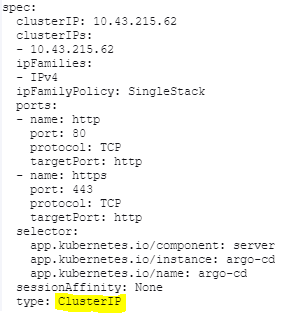 spec:
  clusterIP: 10.43.215.62
  clusterIPs:
  - 10.43.215.62
  ipFamilies:
  - IPv4
  ipFamilyPolicy: SingleStack
  ports:
  - name: http
    port: 80
    protocol: TCP
    targetPort: http
  - name: https
    port: 443
    protocol: TCP
    targetPort: http
  selector:
    app.kubernetes.io/component: server
    app.kubernetes.io/instance: argo-cd
    app.kubernetes.io/name: argo-cd
  sessionAffinity: None
  type: ClusterIP